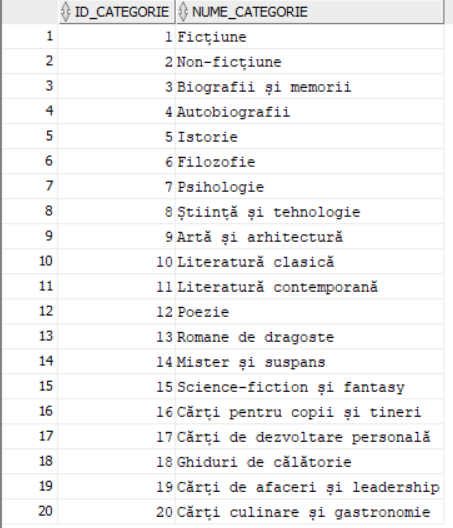 ID_CATEGORIE NUME_CATEGORIE
1 1 Ficțiune
2 2 Non-ficțiune
3 3 Biografii și memorii
4 4 Autobiografii
5 5 Istorie
6 6 Filozofie
7 7 Psihologie
8 8 Știință și tehnologie
9 9 Artă și arhitectură
10 10 Literatură clasică
11 11 Literatură contemporană
12 12 Poezie
13 13 Romane de dragoste
14 14 Mister și suspans
15 15 Science-fiction și fantasy
16 16 Cărți pentru copii și tineri
17 17 Cărți de dezvoltare personală
18 18 Ghiduri de călătorie
19 19 Cărți de afaceri și leadership
20 20 Cărți culinare și gastronomie